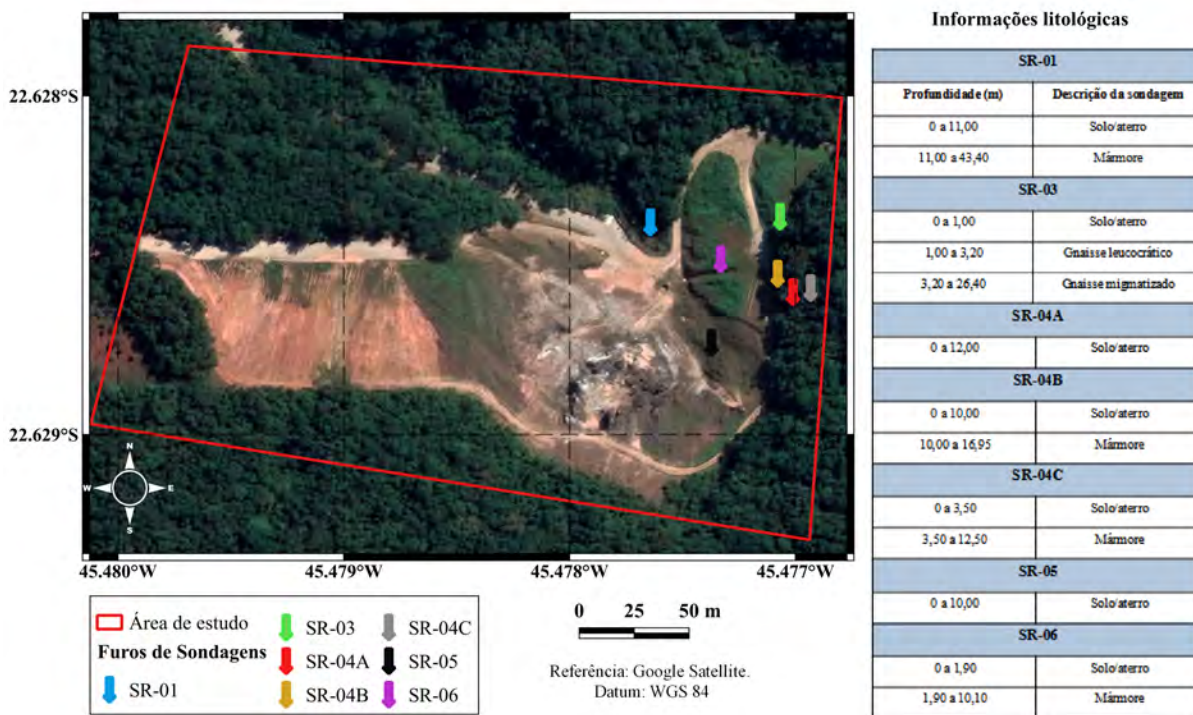 22.628°S
22.629°S
N
W E
S
45.480°W 45.479°W 45.478°W 45.477°W
Área de estudo
Furos de Sondagens
SR-01
SR-03
SR-04A
SR-04B
SR-04C
SR-05
SR-06
0 25 50 m
Referência: Google Satellite.
Datum: WGS 84
Informações litológicas
SR-01
Profundidade (m) Descrição da sondagem
0 a 11,00 Solo/aterro
11,00 a 43,40 Mármore
SR-03
0 a 1,00 Solo/aterro
1,00 a 3,20 Gnaisse leucocrático
3,20 a 26,40 Gnaisse migmatizado
SR-04A
0 a 12,00 Solo/aterro
SR-04B
0 a 10,00 Solo/aterro
10,00 a 16,95 Mármore
SR-04C
0 a 3,50 Solo/aterro
3,50 a 12,50 Mármore
SR-05
0 a 10,00 Solo/aterro
SR-06
0 a 1,90 Solo/aterro
1,90 a 10,10 Mármore